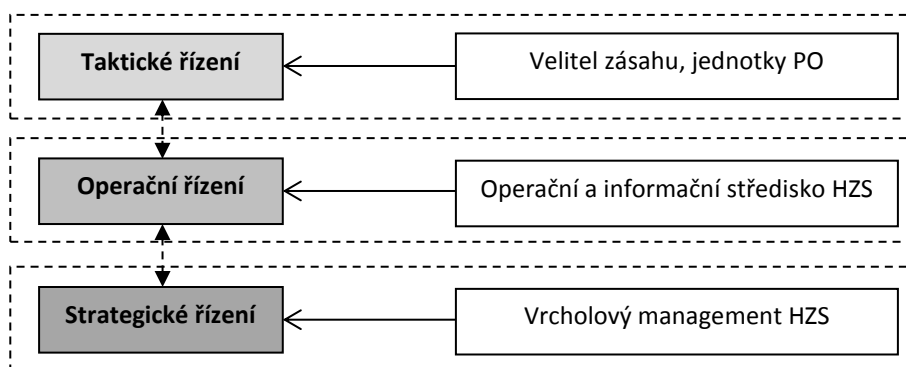 Taktické řízení
Velitel zásahu, jednotky PO
Operační řízení
Operační a informační středisko HZS
Strategické řízení
Vrcholový management HZS